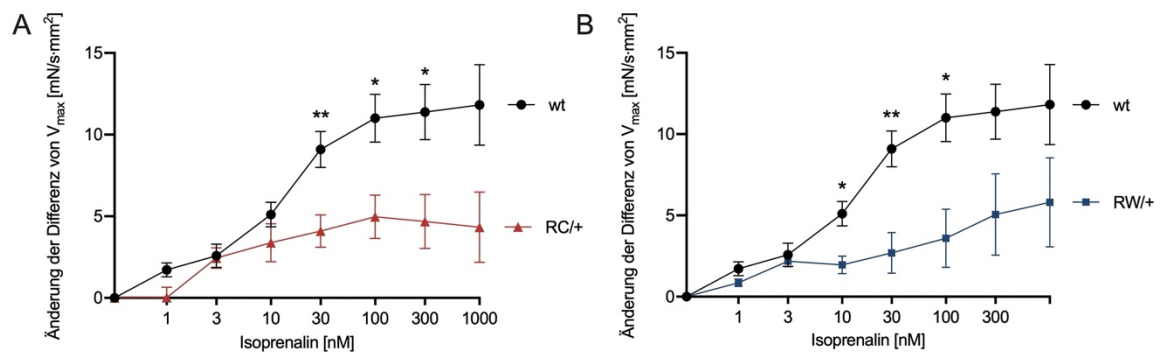 A
Änderung der Differenz von Vmax [mN/s·mm²]
15
10
5
0
** * *
wt
RC/+
1 3 10 30 100 300 1000
Isoprenalin [nM]
B
Änderung der Differenz von Vmax [mN/s·mm²]
15
10
5
0
* ** *
wt
RW/+
1 3 10 30 100 300
Isoprenalin [nM]